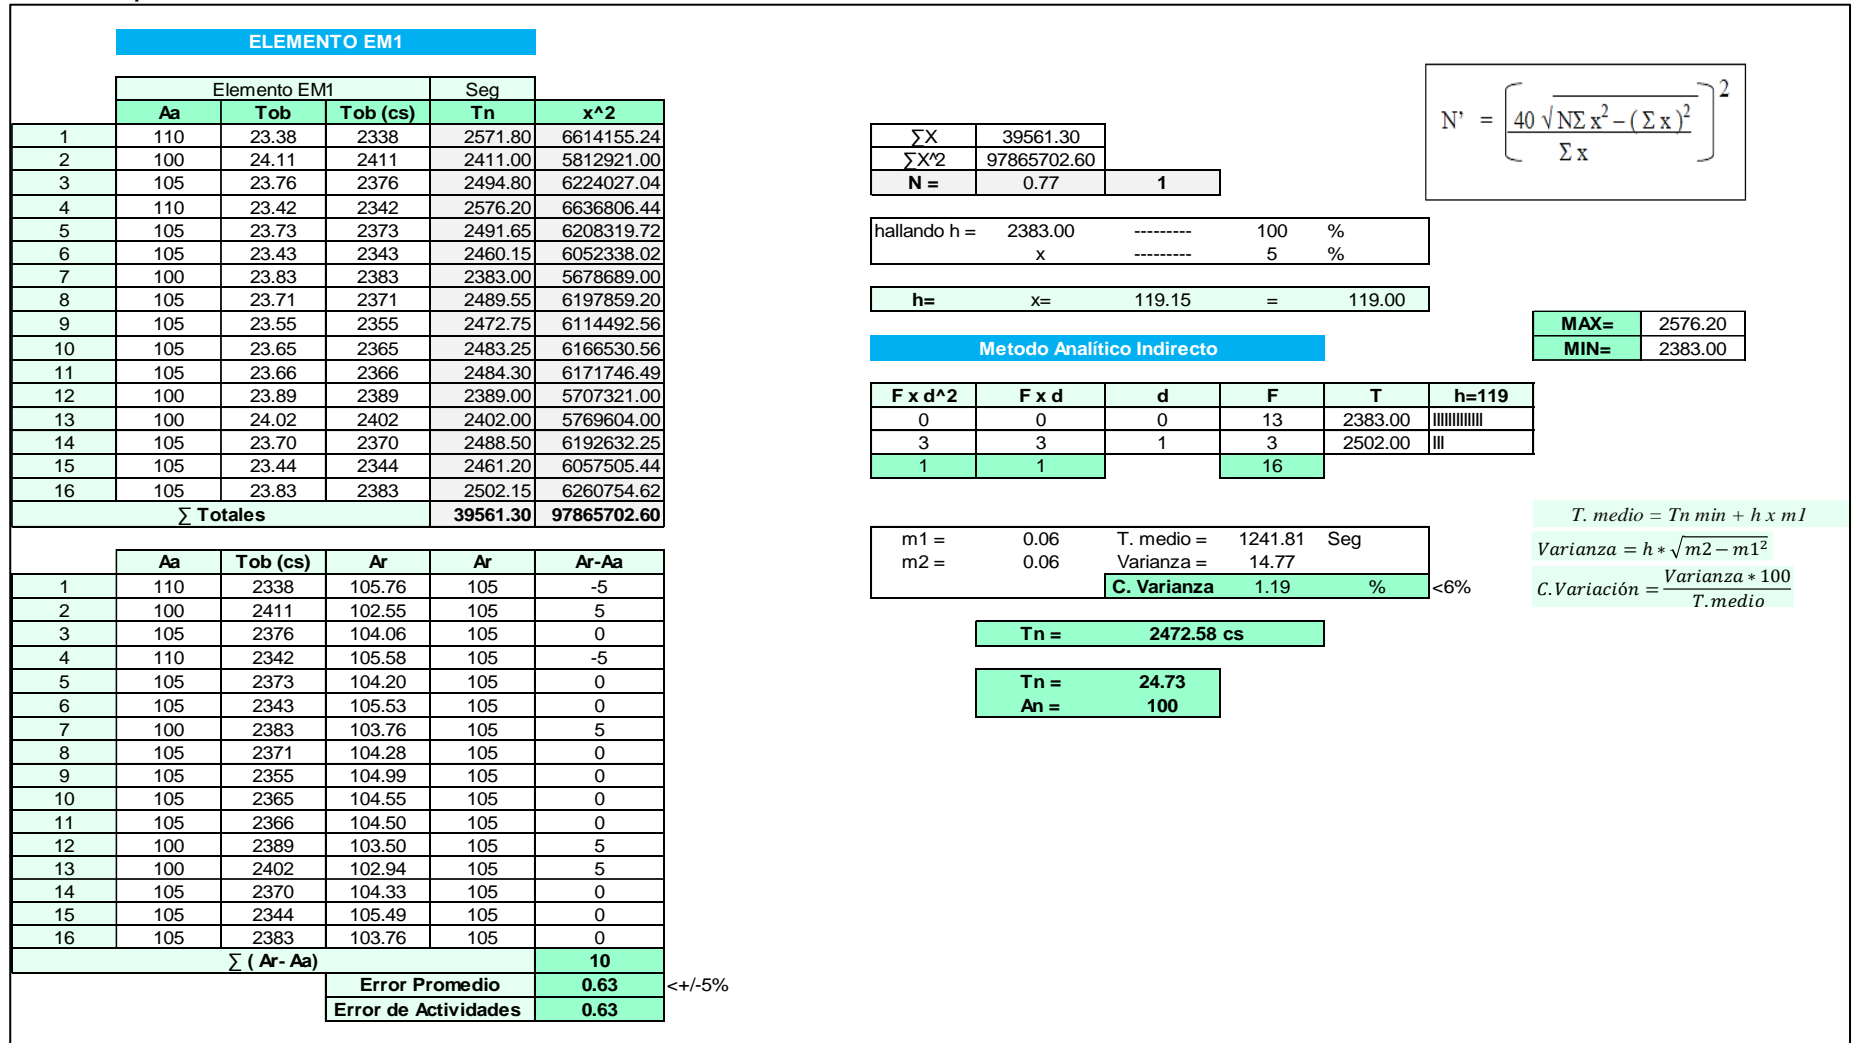 ELEMENTO EM1
Elemento EM1 Seg
Aa Tob Tob (cs) Tn x^2
1 110 23.38 2338 2571.80 6614155.24
2 100 24.11 2411 2411.00 5812921.00
3 105 23.76 2376 2494.80 6224027.04
4 110 23.42 2342 2576.20 6636806.44
5 105 23.73 2373 2491.65 6208319.72
6 105 23.43 2343 2460.15 6052338.02
7 100 23.83 2383 2383.00 5678689.00
8 105 23.71 2371 2489.55 6197859.20
9 105 23.55 2355 2472.75 6114492.56
10 105 23.65 2365 2483.25 6166530.56
11 105 23.66 2366 2484.30 6171746.49
12 100 23.89 2389 2389.00 5707321.00
13 100 24.02 2402 2402.00 5769604.00
14 105 23.70 2370 2488.50 6192632.25
15 105 23.44 2344 2461.20 6057505.44
16 105 23.83 2383 2502.15 6260754.62
∑ Totales 39561.30 97865702.60
Aa Tob (cs) Ar Ar Ar-Aa
1 110 2338 105.76 105 -5
2 100 2411 102.55 105 5
3 105 2376 104.06 105 0
4 110 2342 105.58 105 -5
5 105 2373 104.20 105 0
6 105 2343 105.53 105 0
7 100 2383 103.76 105 5
8 105 2371 104.28 105 0
9 105 2355 104.99 105 0
10 105 2365 104.55 105 0
11 105 2366 104.50 105 0
12 100 2389 103.50 105 5
13 100 2402 102.94 105 5
14 105 2370 104.33 105 0
15 105 2344 105.49 105 0
16 105 2383 103.76 105 0
∑ ( Ar- Aa) 10
Error Promedio 0.63 <+/-5%
Error de Actividades 0.63
∑X 39561.30
∑X^2 97865702.60
N = 0.77 1
N' = ( 40 √ N∑ x² − ( ∑ x )² / ∑ x )²
hallando h = 2383.00 --------- 100 %
x --------- 5 %
h= x= 119.15 = 119.00
MAX= 2576.20
MIN= 2383.00
Metodo Analítico Indirecto
F x d^2 F x d d F T h=119
0 0 0 13 2383.00 IIIIIIIIIIIII
3 3 1 3 2502.00 III
1 1 16
m1 = 0.06 T. medio = 1241.81 Seg
m2 = 0.06 Varianza = 14.77
C. Varianza 1.19 % <6%
T. medio = Tn min + h x m1
Varianza = h ∗ √m2 − m1²
C.Variación = Varianza ∗ 100 / T.medio
Tn = 2472.58 cs
Tn = 24.73
An = 100